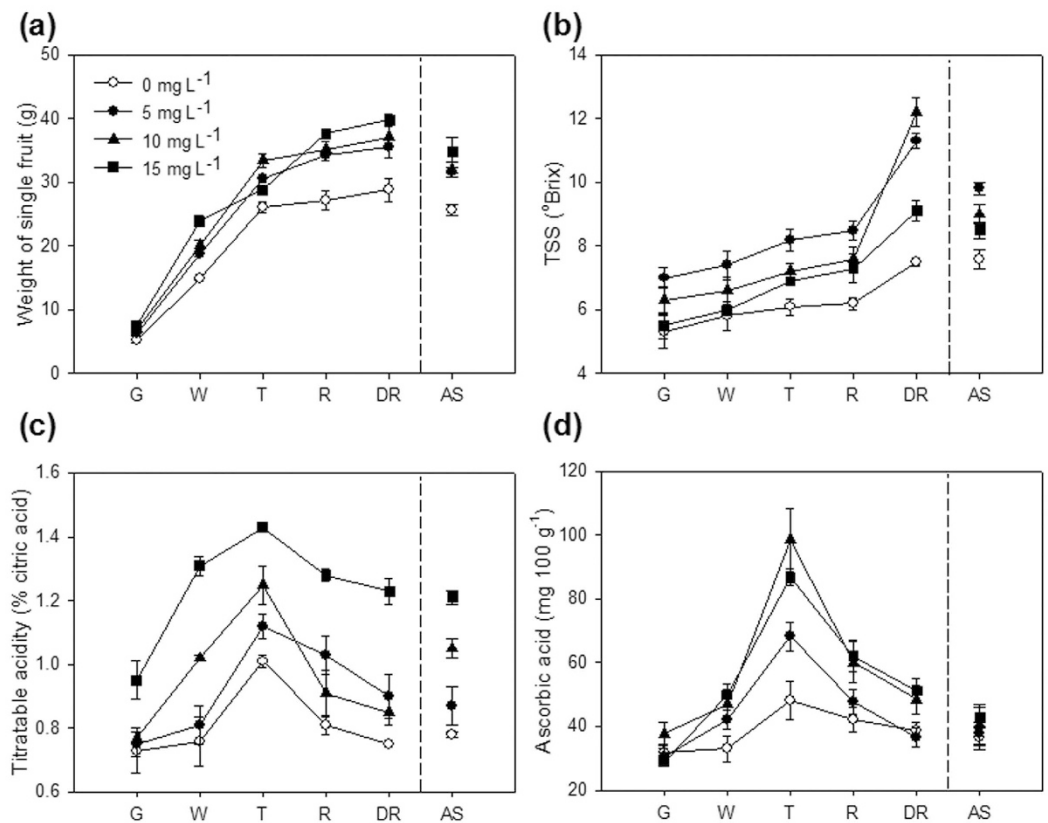 (a)
50
40
30
20
10
0
Weight of single fruit (g)
0 mg L-1
5 mg L-1
10 mg L-1
15 mg L-1
G W T R DR AS
(b)
14
12
10
8
6
4
TSS (oBrix)
G W T R DR AS
(c)
1.6
1.4
1.2
1.0
0.8
0.6
Titratable acidity (% citric acid)
G W T R DR AS
(d)
120
100
80
60
40
20
Ascorbic acid (mg 100 g-1)
G W T R DR AS